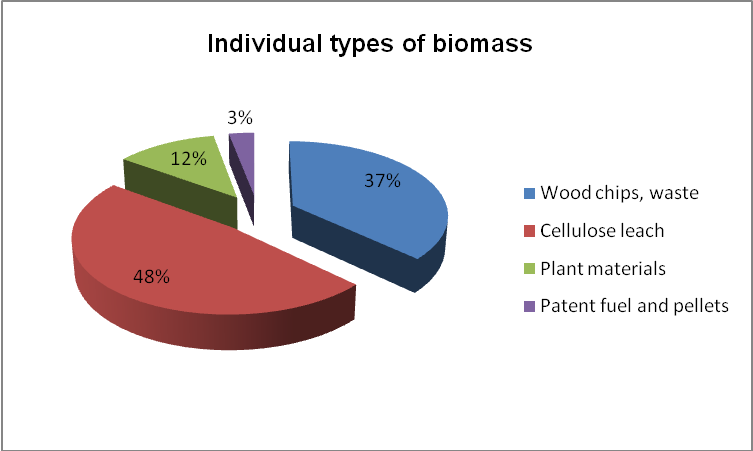 Individual types of biomass
3%
12%
37%
48%
Wood chips, waste
Cellulose leach
Plant materials
Patent fuel and pellets